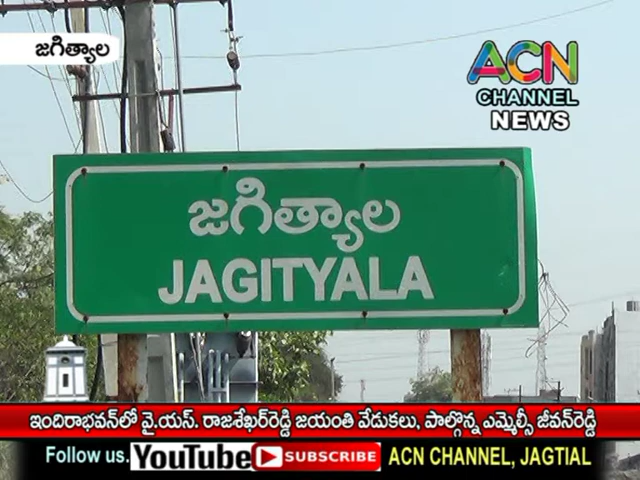 జగిత్యాల
ACN
CHANNEL
NEWS
జగిత్యాల
JAGITYALA
ఇందిరాభవన్‌లో వై.యస్. రాజశేఖర్‌రెడ్డి జయంతి వేడుకలు, పాల్గొన్న ఎమ్మెల్సీ జీవన్‌రెడ్డి
Follow us. YouTube SUBSCRIBE ACN CHANNEL, JAGTIAL